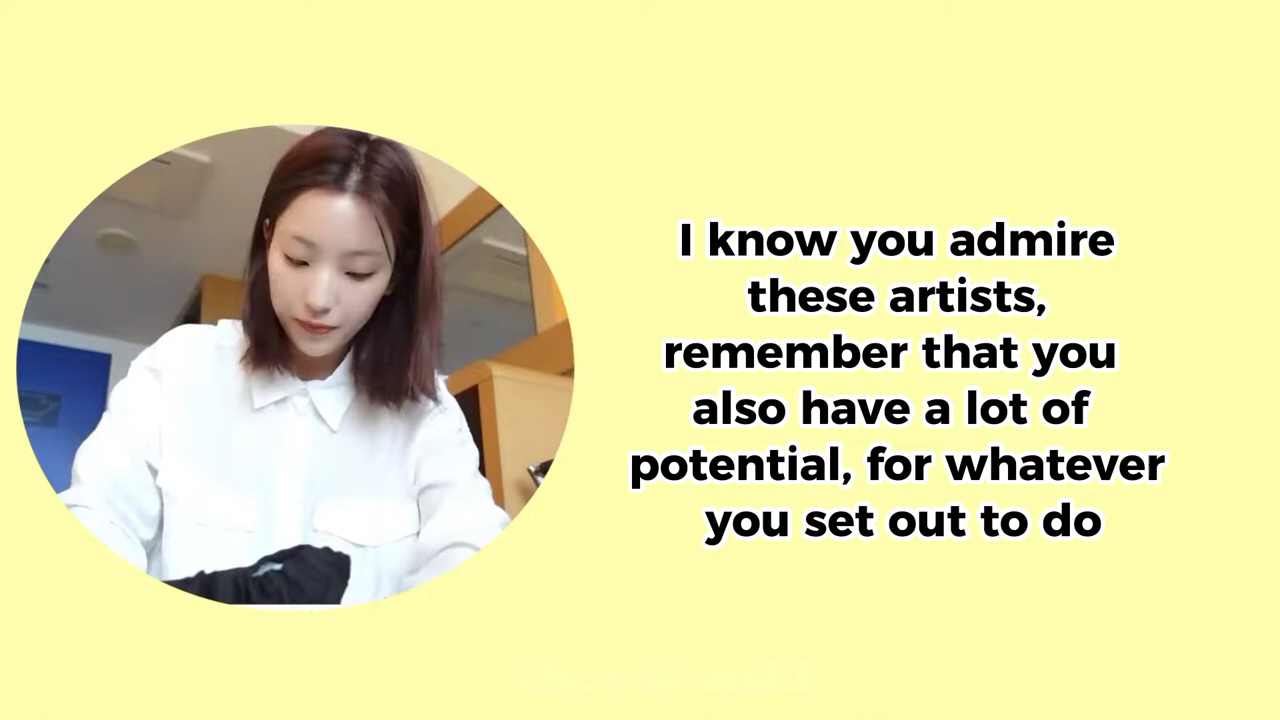 I know you admire
these artists,
remember that you
also have a lot of
potential, for whatever
you set out to do